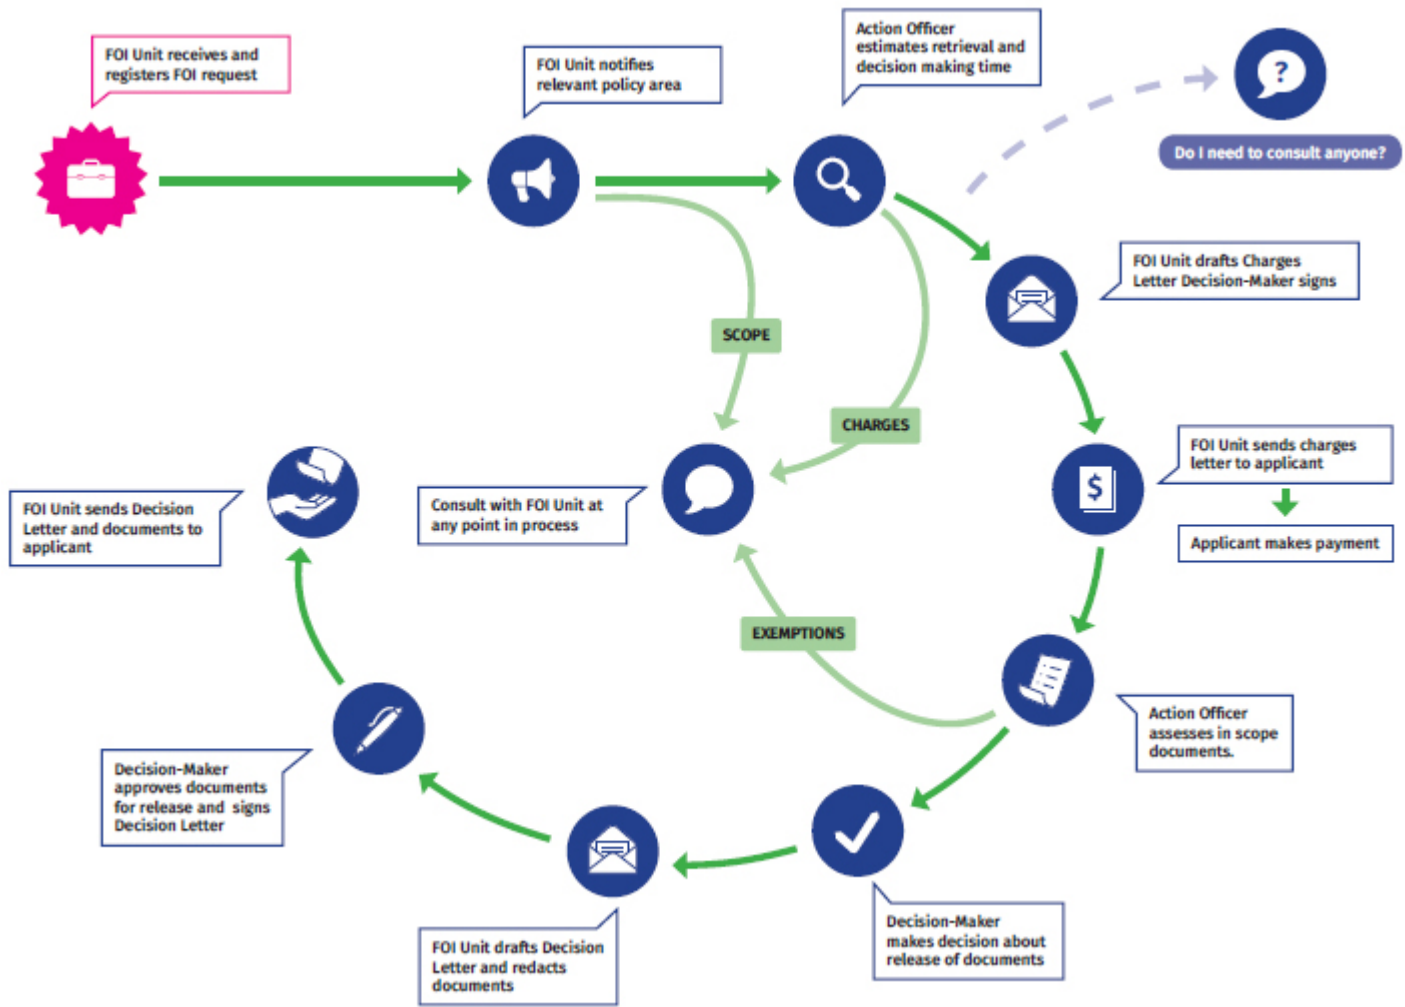 FOI Unit receives and
registers FOI request
FOI Unit notifies
relevant policy area
Action Officer
estimates retrieval and
decision making time
?
Do I need to consult anyone?
FOI Unit drafts Charges
Letter Decision-Maker signs
SCOPE
CHARGES
FOI Unit sends charges
letter to applicant
$
Applicant makes payment
Consult with FOI Unit at
any point in process
FOI Unit sends Decision
Letter and documents to
applicant
EXEMPTIONS
Action Officer
assesses in scope
documents.
Decision-Maker
approves documents
for release and signs
Decision Letter
Decision-Maker
makes decision about
release of documents
FOI Unit drafts Decision
Letter and redacts
documents